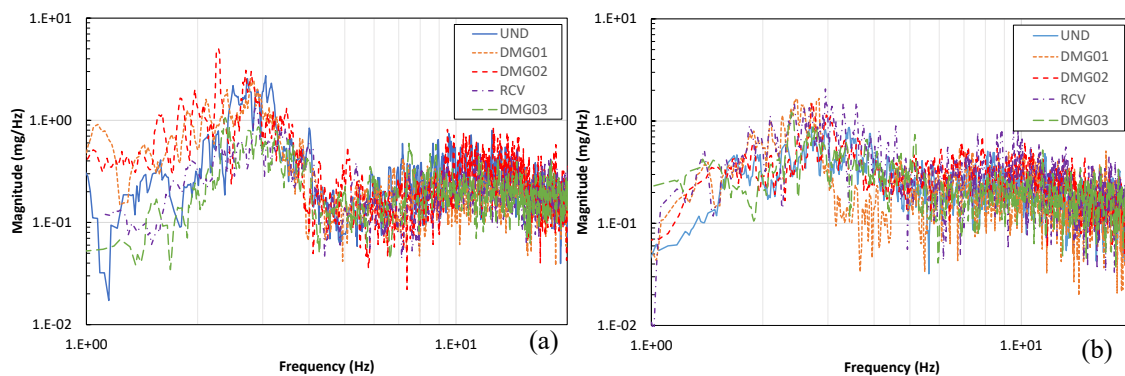 1.E+01
1.E+00
1.E-01
1.E-02
Magnitude (mg/Hz)
UND
DMG01
DMG02
RCV
DMG03
1.E+00
1.E+01
Frequency (Hz)
(a)
1.E+01
1.E+00
1.E-01
1.E-02
Magnitude (mg/Hz)
UND
DMG01
DMG02
RCV
DMG03
1.E+00
1.E+01
Frequency (Hz)
(b)